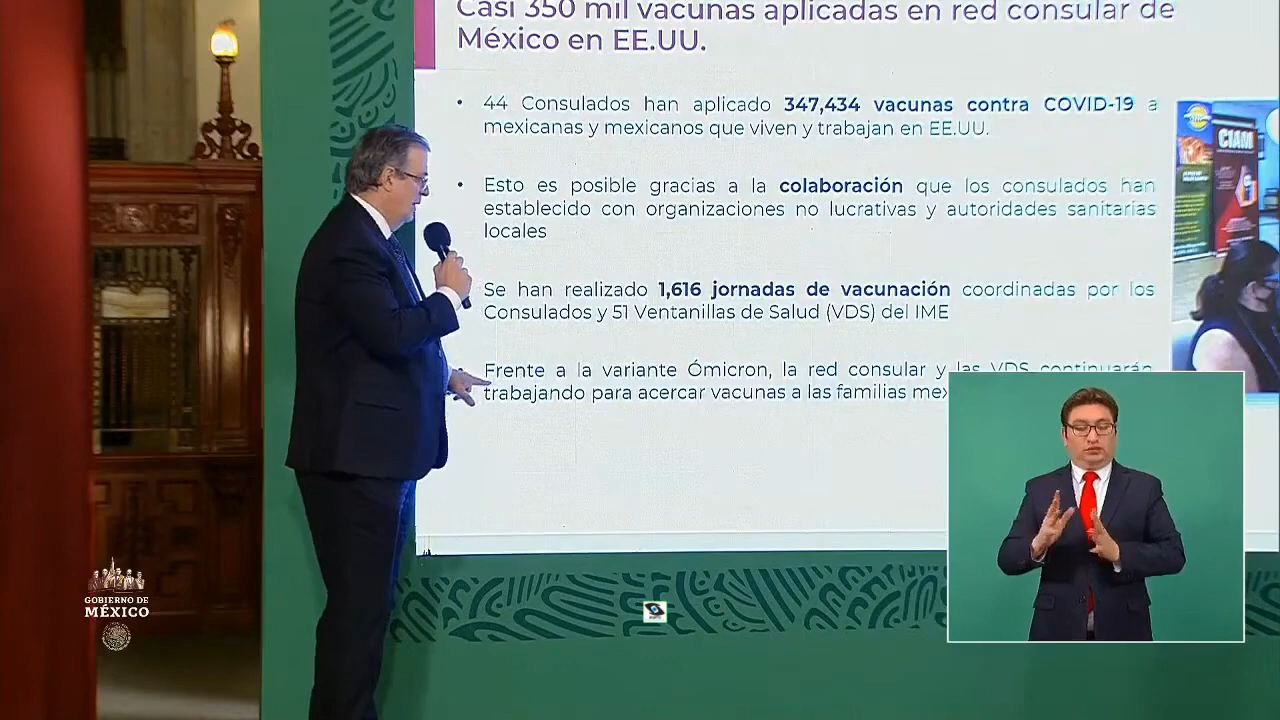 Casi 350 mil vacunas aplicadas en red consular de
México en EE.UU.
• 44 Consulados han aplicado 347,434 vacunas contra COVID-19 a
mexicanas y mexicanos que viven y trabajan en EE.UU.
• Esto es posible gracias a la colaboración que los consulados han
establecido con organizaciones no lucrativas y autoridades sanitarias
locales
Se han realizado 1,616 jornadas de vacunación coordinadas por los
Consulados y 51 Ventanillas de Salud (VDS) del IME
Frente a la variante Ómicron, la red consular y las VDS continuarán
trabajando para acercar vacunas a las familias
CIAM
GOBIERNO DE
MÉXICO